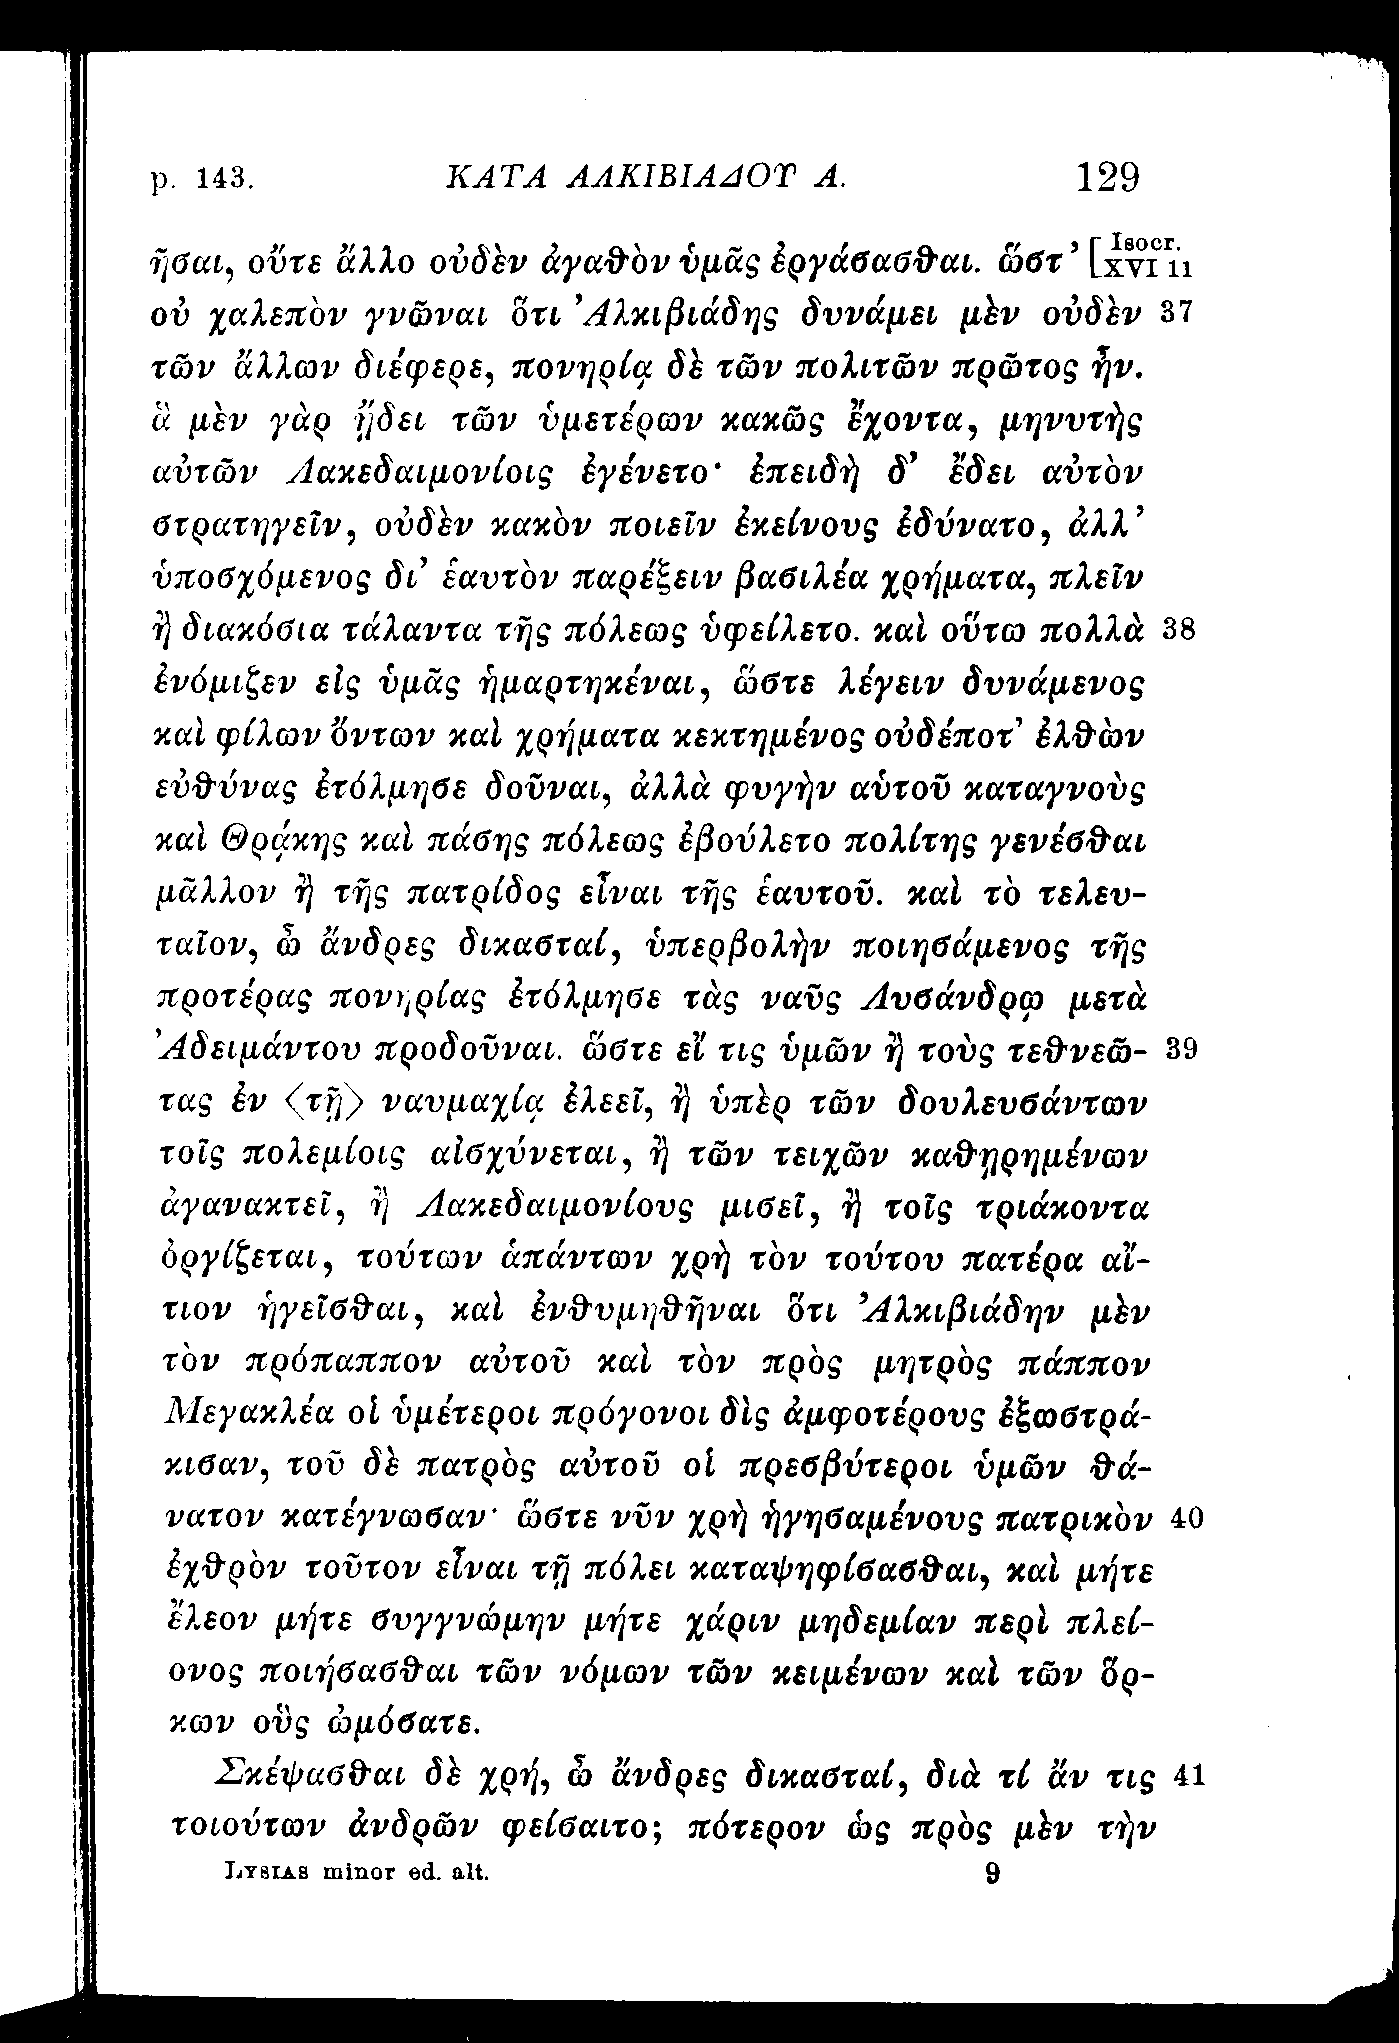 p. 143. ΚΑΤΑ ΑΛΚΙΒΙΑΔΟΥ Α. 129
ῆσαι, οὔτε ἄλλο οὐδὲν ἀγαθὸν ὑμᾶς ἐργάσασθαι. ὥστ’ [Isocr. XVI 11
οὐ χαλεπὸν γνῶναι ὅτι Ἀλκιβιάδης δυνάμει μὲν οὐδὲν 37
τῶν ἄλλων διέφερε, πονηρίᾳ δὲ τῶν πολιτῶν πρῶτος ἦν.
ἃ μὲν γὰρ ᾔδει τῶν ὑμετέρων κακῶς ἔχοντα, μηνυτὴς
αὐτῶν Λακεδαιμονίοις ἐγένετο· ἐπειδὴ δ’ ἔδει αὐτὸν
στρατηγεῖν, οὐδὲν κακὸν ποιεῖν ἐκείνους ἐδύνατο, ἀλλ’
ὑποσχόμενος δι’ ἑαυτὸν παρέξειν βασιλέα χρήματα, πλεῖν
ἢ διακόσια τάλαντα τῆς πόλεως ὑφείλετο. καὶ οὕτω πολλὰ 38
ἐνόμιζεν εἰς ὑμᾶς ἡμαρτηκέναι, ὥστε λέγειν δυνάμενος
καὶ φίλων ὄντων καὶ χρήματα κεκτημένος οὐδέποτ’ ἐλθὼν
εὐθύνας ἐτόλμησε δοῦναι, ἀλλὰ φυγὴν αὑτοῦ καταγνοὺς
καὶ Θρᾴκης καὶ πάσης πόλεως ἐβούλετο πολίτης γενέσθαι
μᾶλλον ἢ τῆς πατρίδος εἶναι τῆς ἑαυτοῦ. καὶ τὸ τελευ-
ταῖον, ὦ ἄνδρες δικασταί, ὑπερβολὴν ποιησάμενος τῆς
προτέρας πονηρίας ἐτόλμησε τὰς ναῦς Λυσάνδρῳ μετὰ
Ἀδειμάντου προδοῦναι. ὥστε εἴ τις ὑμῶν ἢ τοὺς τεθνεῶ- 39
τας ἐν ⟨τῇ⟩ ναυμαχίᾳ ἐλεεῖ, ἢ ὑπὲρ τῶν δουλευσάντων
τοῖς πολεμίοις αἰσχύνεται, ἢ τῶν τειχῶν καθῃρημένων
ἀγανακτεῖ, ἢ Λακεδαιμονίους μισεῖ, ἢ τοῖς τριάκοντα
ὀργίζεται, τούτων ἁπάντων χρὴ τὸν τούτου πατέρα αἴ-
τιον ἡγεῖσθαι, καὶ ἐνθυμηθῆναι ὅτι Ἀλκιβιάδην μὲν
τὸν πρόπαππον αὐτοῦ καὶ τὸν πρὸς μητρὸς πάππον
Μεγακλέα οἱ ὑμέτεροι πρόγονοι δὶς ἀμφοτέρους ἐξωστρά-
κισαν, τοῦ δὲ πατρὸς αὐτοῦ οἱ πρεσβύτεροι ὑμῶν θά-
νατον κατέγνωσαν· ὥστε νῦν χρὴ ἡγησαμένους πατρικὸν 40
ἐχθρὸν τοῦτον εἶναι τῇ πόλει καταψηφίσασθαι, καὶ μήτε
ἔλεον μήτε συγγνώμην μήτε χάριν μηδεμίαν περὶ πλεί-
ονος ποιήσασθαι τῶν νόμων τῶν κειμένων καὶ τῶν ὅρ-
κων οὓς ὠμόσατε.
Σκέψασθαι δὲ χρή, ὦ ἄνδρες δικασταί, διὰ τί ἄν τις 41
τοιούτων ἀνδρῶν φείσαιτο; πότερον ὡς πρὸς μὲν τὴν
LYSIAS minor ed. alt. 9